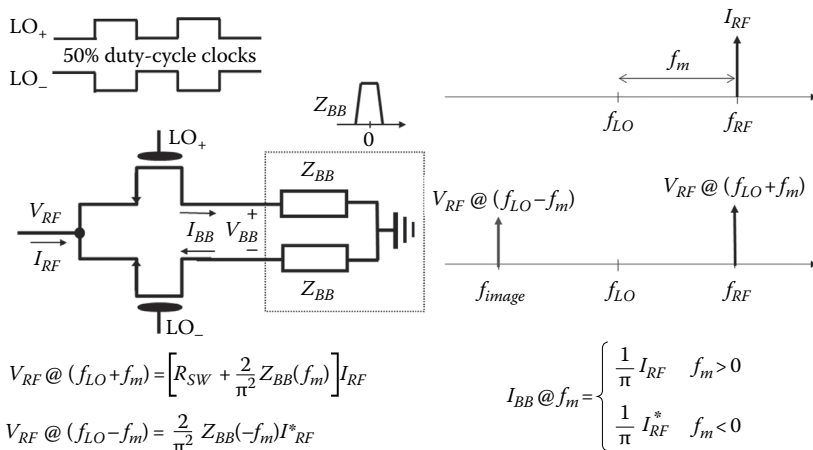 LO₊
50% duty-cycle clocks
LO₋
Z_BB
0
I_RF
f_m
f_LO
f_RF
LO₊
Z_BB
V_RF
I_RF
I_BB
+
V_BB
−
Z_BB
LO₋
V_RF @ (f_LO−f_m)
V_RF @ (f_LO+f_m)
f_image
f_LO
f_RF
V_RF @ (f_LO+f_m) = [R_SW + 2/π² Z_BB(f_m)] I_RF
V_RF @ (f_LO−f_m) = 2/π² Z_BB(−f_m)I*_RF
I_BB @ f_m = { 1/π I_RF f_m>0
1/π I*_RF f_m<0